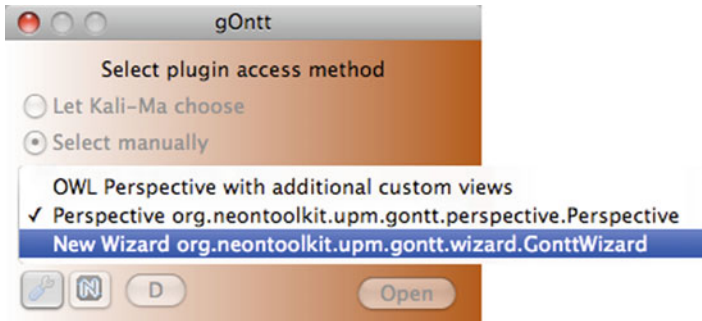 gOntt
Select plugin access method
Let Kali-Ma choose
Select manually
OWL Perspective with additional custom views
✓ Perspective org.neontoolkit.upm.gontt.perspective.Perspective
New Wizard org.neontoolkit.upm.gontt.wizard.GonttWizard
N D Open